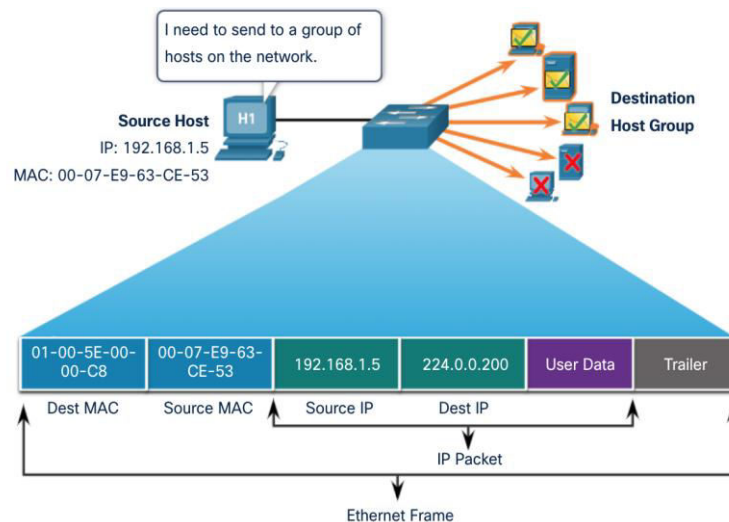 I need to send to a group of
hosts on the network.
H1
Source Host
IP: 192.168.1.5
MAC: 00-07-E9-63-CE-53
Destination
Host Group
01-00-5E-00-
00-C8
00-07-E9-63-
CE-53
192.168.1.5
224.0.0.200
User Data
Trailer
Dest MAC
Source MAC
Source IP
Dest IP
IP Packet
Ethernet Frame